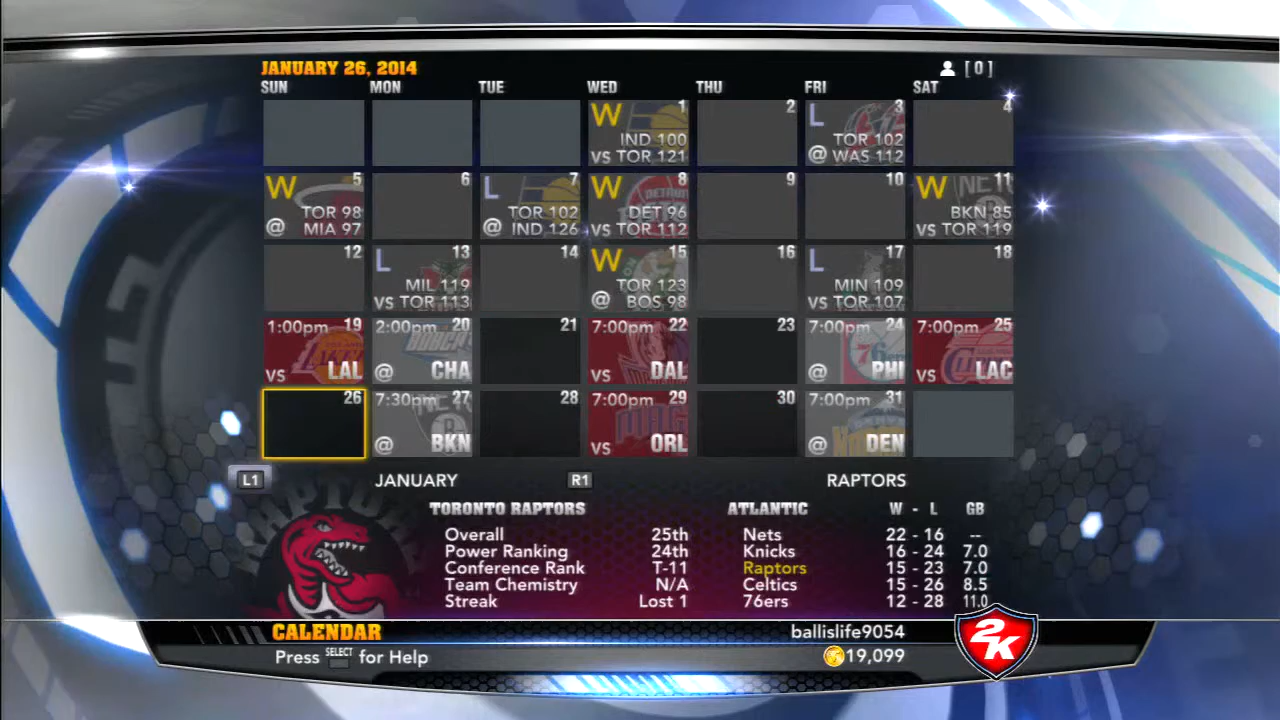 JANUARY 26, 2014
[0]
SUN MON TUE WED THU FRI SAT
W 1 IND 100 VS TOR 121
2
L 3 TOR 102 @ WAS 112
4
W 5 TOR 98 @ MIA 97
6
L 7 TOR 102 @ IND 126
W 8 DET 96 VS TOR 112
9
10
W 11 BKN 85 VS TOR 119
12
L 13 MIL 119 VS TOR 113
14
W 15 TOR 123 @ BOS 98
16
L 17 MIN 109 VS TOR 107
18
1:00pm 19 VS LAL
2:00pm 20 @ CHA
21
7:00pm 22 VS DAL
23
7:00pm 24 @ PHI
7:00pm 25 VS LAC
26
7:30pm 27 @ BKN
28
7:00pm 29 VS ORL
30
7:00pm 31 @ DEN
L1 JANUARY R1 RAPTORS
TORONTO RAPTORS
Overall 25th
Power Ranking 24th
Conference Rank T-11
Team Chemistry N/A
Streak Lost 1
ATLANTIC W - L GB
Nets 22 - 16 --
Knicks 16 - 24 7.0
Raptors 15 - 23 7.0
Celtics 15 - 26 8.5
76ers 12 - 28 11.0
CALENDAR
ballislife9054
Press SELECT for Help
19,099
2K